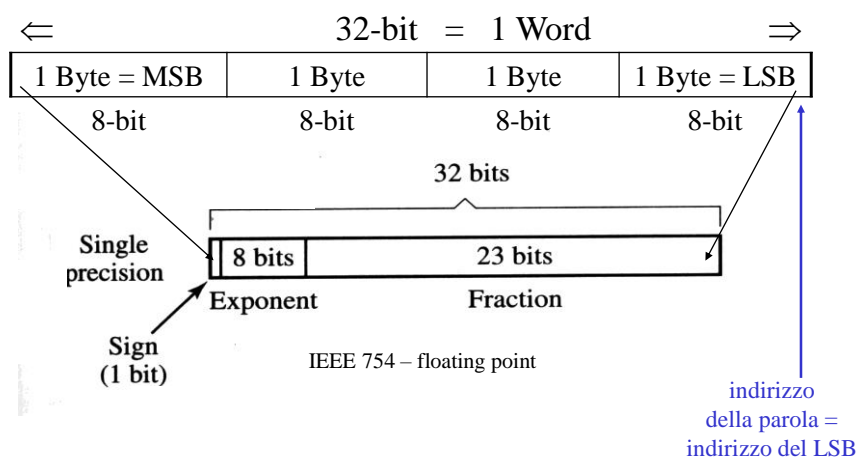 ⇐ 32-bit = 1 Word ⇒
1 Byte = MSB 1 Byte 1 Byte 1 Byte = LSB
8-bit 8-bit 8-bit 8-bit
32 bits
Single
precision
8 bits 23 bits
Exponent Fraction
Sign
(1 bit)
IEEE 754 – floating point
indirizzo
della parola =
indirizzo del LSB